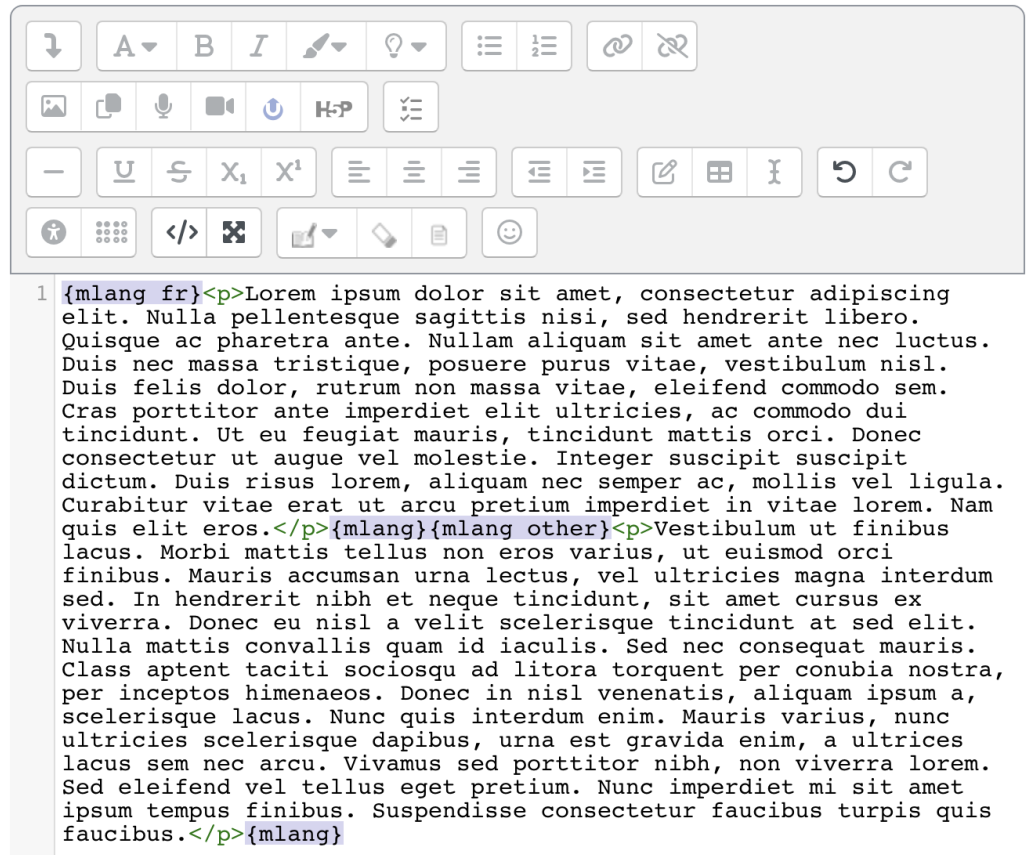 A B I
H5P
U S X₁ X¹
</>
1 {mlang fr}<p>Lorem ipsum dolor sit amet, consectetur adipiscing
elit. Nulla pellentesque sagittis nisi, sed hendrerit libero.
Quisque ac pharetra ante. Nullam aliquam sit amet ante nec luctus.
Duis nec massa tristique, posuere purus vitae, vestibulum nisl.
Duis felis dolor, rutrum non massa vitae, eleifend commodo sem.
Cras porttitor ante imperdiet elit ultricies, ac commodo dui
tincidunt. Ut eu feugiat mauris, tincidunt mattis orci. Donec
consectetur ut augue vel molestie. Integer suscipit suscipit
dictum. Duis risus lorem, aliquam nec semper ac, mollis vel ligula.
Curabitur vitae erat ut arcu pretium imperdiet in vitae lorem. Nam
quis elit eros.</p>{mlang}{mlang other}<p>Vestibulum ut finibus
lacus. Morbi mattis tellus non eros varius, ut euismod orci
finibus. Mauris accumsan urna lectus, vel ultricies magna interdum
sed. In hendrerit nibh et neque tincidunt, sit amet cursus ex
viverra. Donec eu nisl a velit scelerisque tincidunt at sed elit.
Nulla mattis convallis quam id iaculis. Sed nec consequat mauris.
Class aptent taciti sociosqu ad litora torquent per conubia nostra,
per inceptos himenaeos. Donec in nisl venenatis, aliquam ipsum a,
scelerisque lacus. Nunc quis interdum enim. Mauris varius, nunc
ultricies scelerisque dapibus, urna est gravida enim, a ultrices
lacus sem nec arcu. Vivamus sed porttitor nibh, non viverra lorem.
Sed eleifend vel tellus eget pretium. Nunc imperdiet mi sit amet
ipsum tempus finibus. Suspendisse consectetur faucibus turpis quis
faucibus.</p>{mlang}